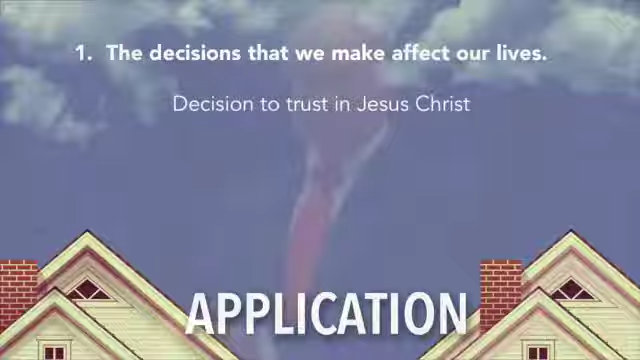 1. The decisions that we make affect our lives.
Decision to trust in Jesus Christ
APPLICATION